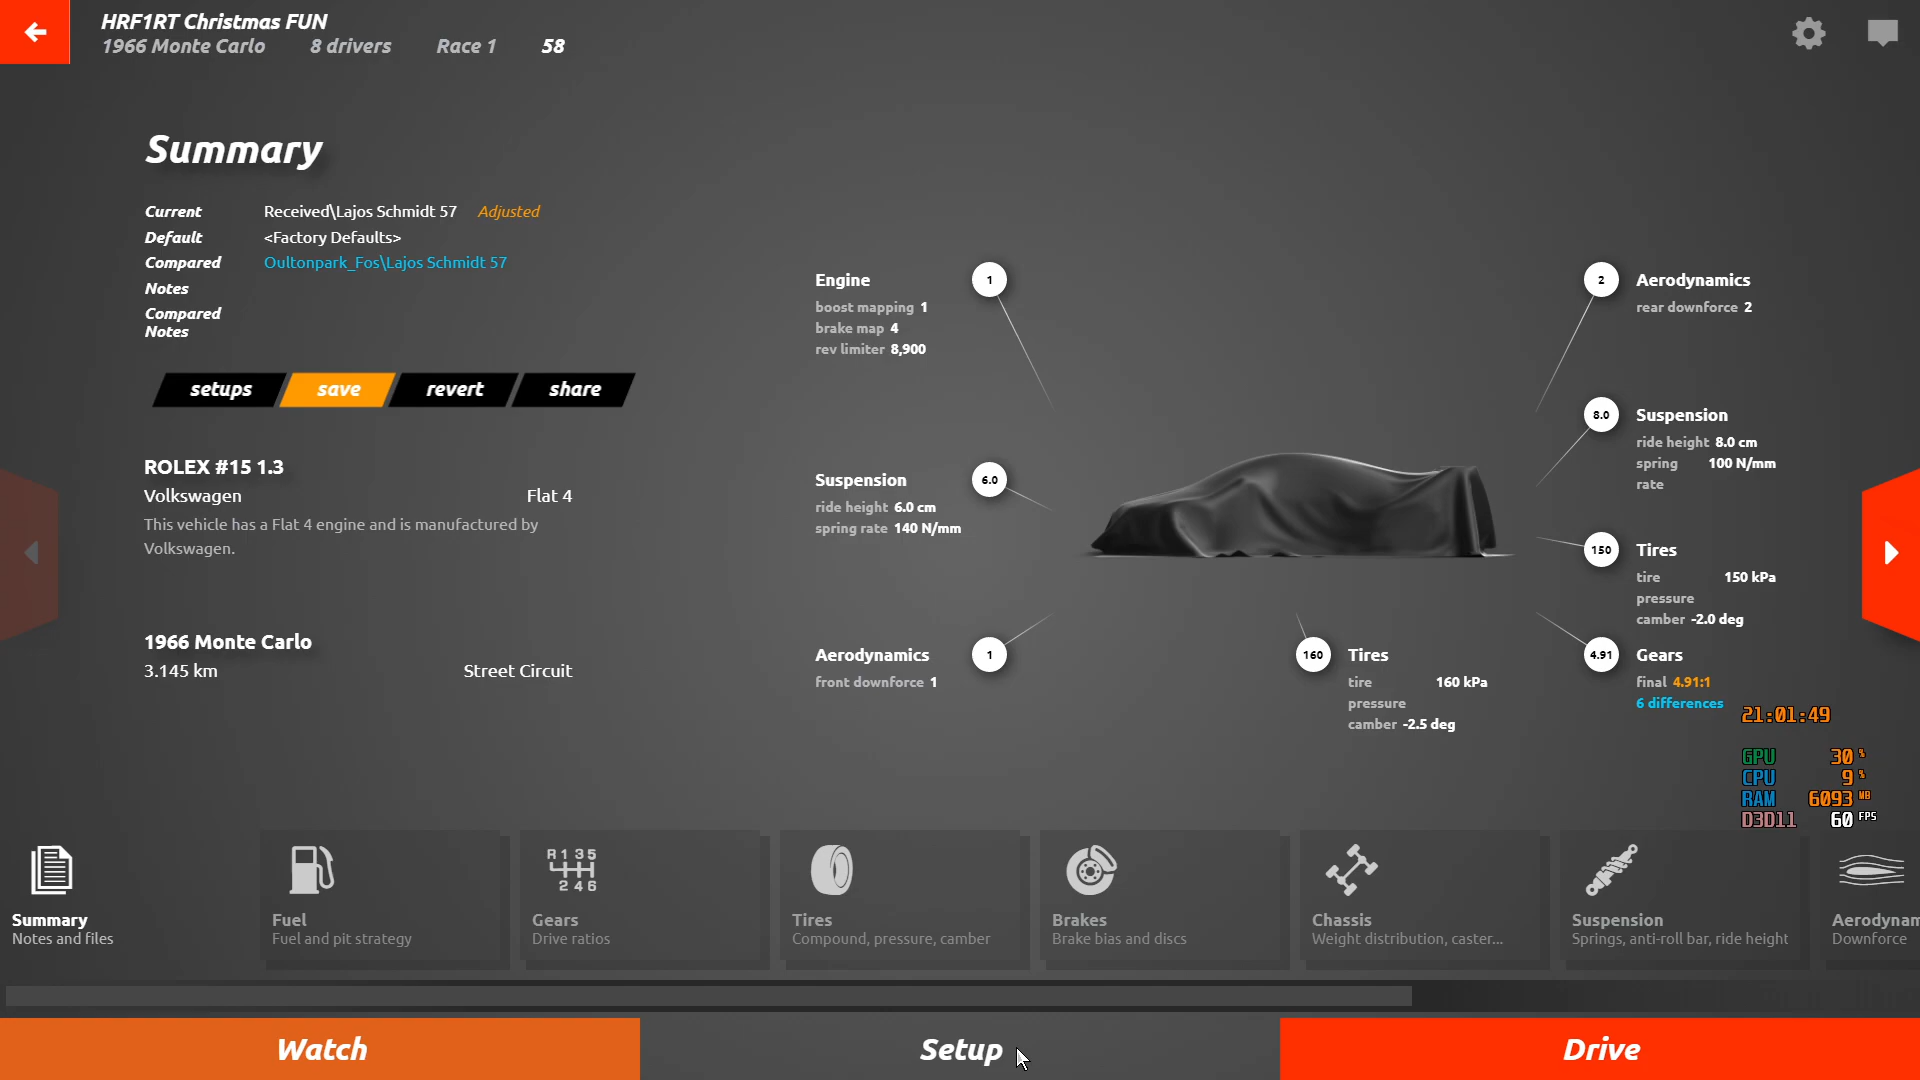 HRF1RT Christmas FUN
1966 Monte Carlo 8 drivers Race 1 58
Summary
Current Received\Lajos Schmidt 57 Adjusted
Default <Factory Defaults>
Compared Oultonpark_Fos\Lajos Schmidt 57
Notes
Compared
Notes
setups save revert share
ROLEX #15 1.3
Volkswagen Flat 4
This vehicle has a Flat 4 engine and is manufactured by
Volkswagen.
1966 Monte Carlo
3.145 km Street Circuit
Engine 1
boost mapping 1
brake map 4
rev limiter 8,900
Suspension 6.0
ride height 6.0 cm
spring rate 140 N/mm
Aerodynamics 1
front downforce 1
160 Tires
tire 160 kPa
pressure
camber -2.5 deg
2 Aerodynamics
rear downforce 2
8.0 Suspension
ride height 8.0 cm
spring 100 N/mm
rate
150 Tires
tire 150 kPa
pressure
camber -2.0 deg
4.91 Gears
final 4.91:1
6 differences
21:01:49
GPU 30 %
CPU 9 %
RAM 6093 MB
D3D11 60 FPS
R 1 3 5
2 4 6
Summary
Notes and files
Fuel
Fuel and pit strategy
Gears
Drive ratios
Tires
Compound, pressure, camber
Brakes
Brake bias and discs
Chassis
Weight distribution, caster...
Suspension
Springs, anti-roll bar, ride height
Aerodynam
Downforce
Watch Setup Drive